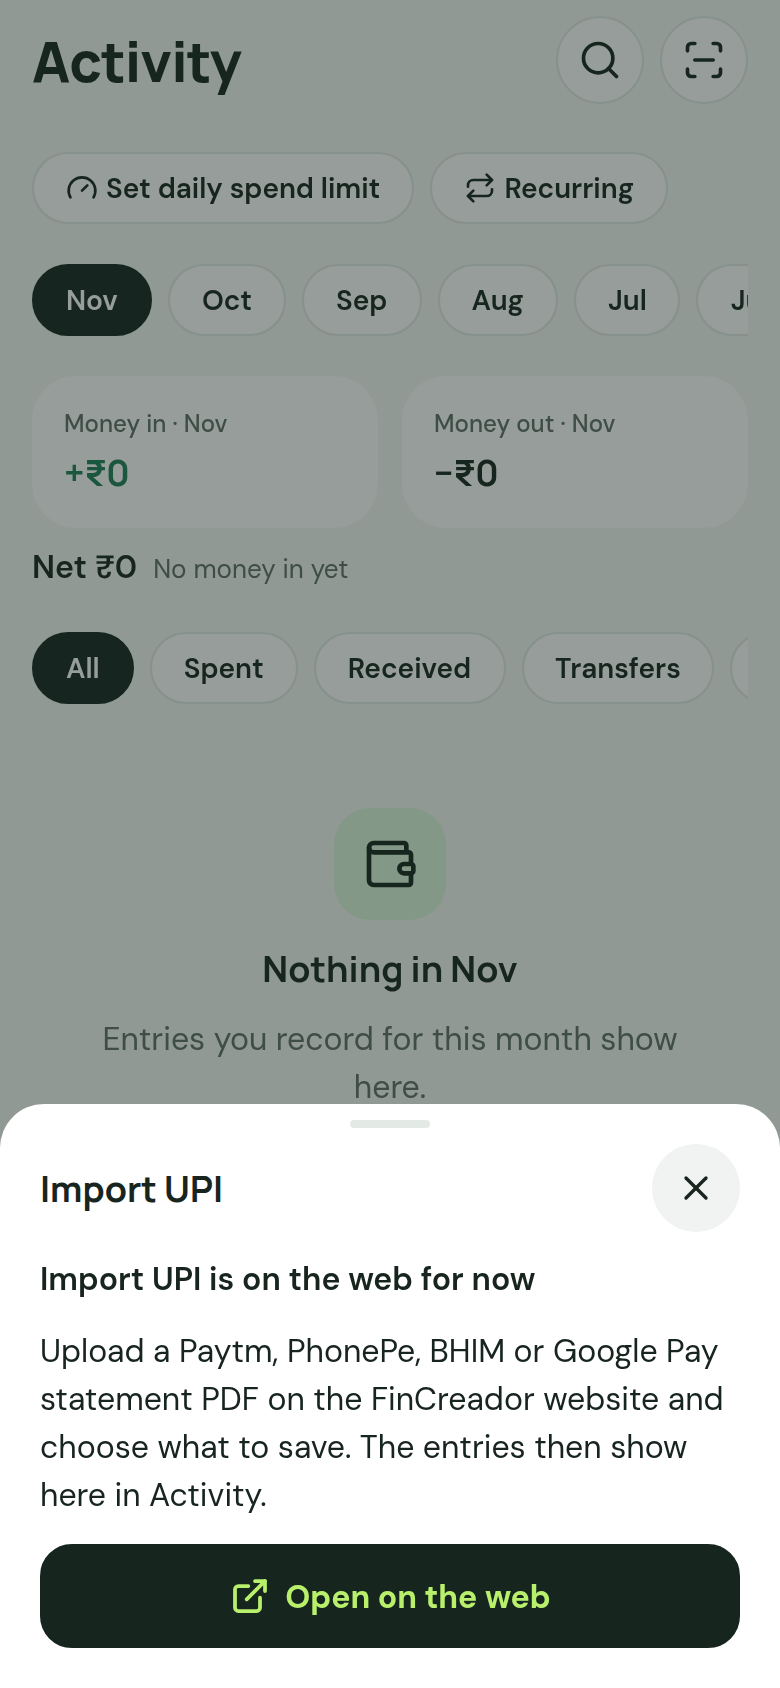 Activity
Set daily spend limit
Recurring
Nov
Oct
Sep
Aug
Jul
Money in · Nov
Money out · Nov
+₹0
−₹0
Net ₹0 No money in yet
All
Spent
Received
Transfers
Nothing in Nov
Entries you record for this month show
here.
Import UPI
Import UPI is on the web for now
Upload a Paytm, PhonePe, BHIM or Google Pay
statement PDF on the FinCreador website and
choose what to save. The entries then show
here in Activity.
Open on the web